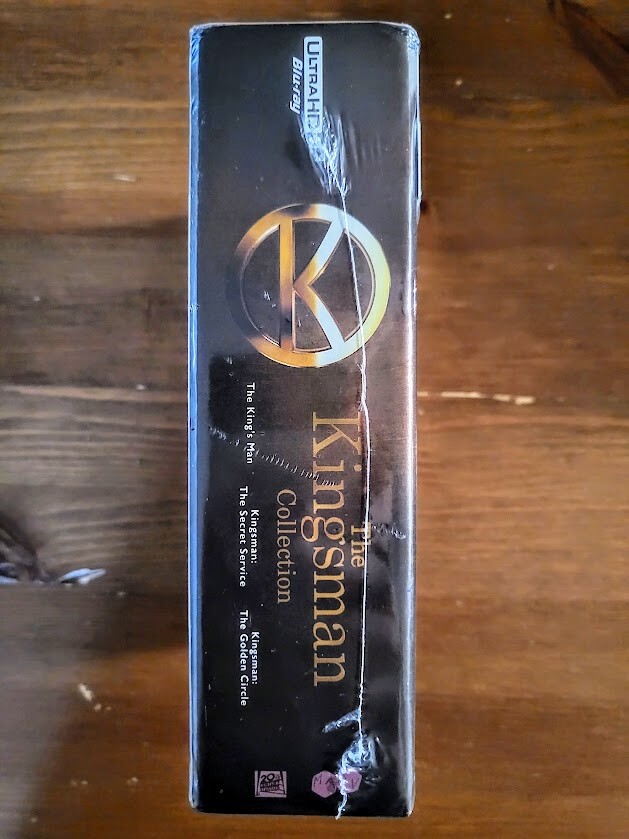 ULTRA HD
Blu-ray
K
The
Kingsman
Collection
The King's Man
Kingsman:
The Secret Service
Kingsman:
The Golden Circle